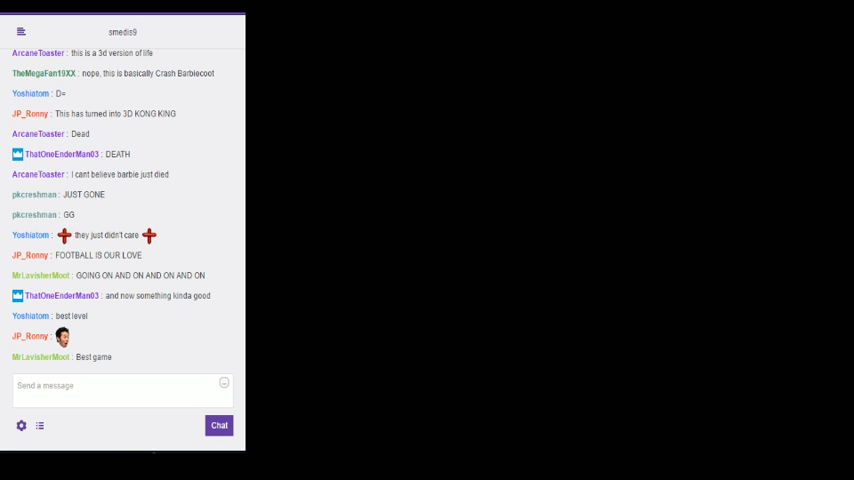 smedis9
ArcaneToaster : this is a 3d version of life
TheMegaFan19XX : nope, this is basically Crash Barbiecoot
Yoshiatom : D=
JP_Ronny : This has turned into 3D KONG KING
ArcaneToaster : Dead
ThatOneEnderMan03 : DEATH
ArcaneToaster : I cant believe barbie just died
pkcreshman : JUST GONE
pkcreshman : GG
Yoshiatom : they just didn't care
JP_Ronny : FOOTBALL IS OUR LOVE
MrLavisherMoot : GOING ON AND ON AND ON AND ON
ThatOneEnderMan03 : and now something kinda good
Yoshiatom : best level
JP_Ronny :
MrLavisherMoot : Best game
Send a message
Chat